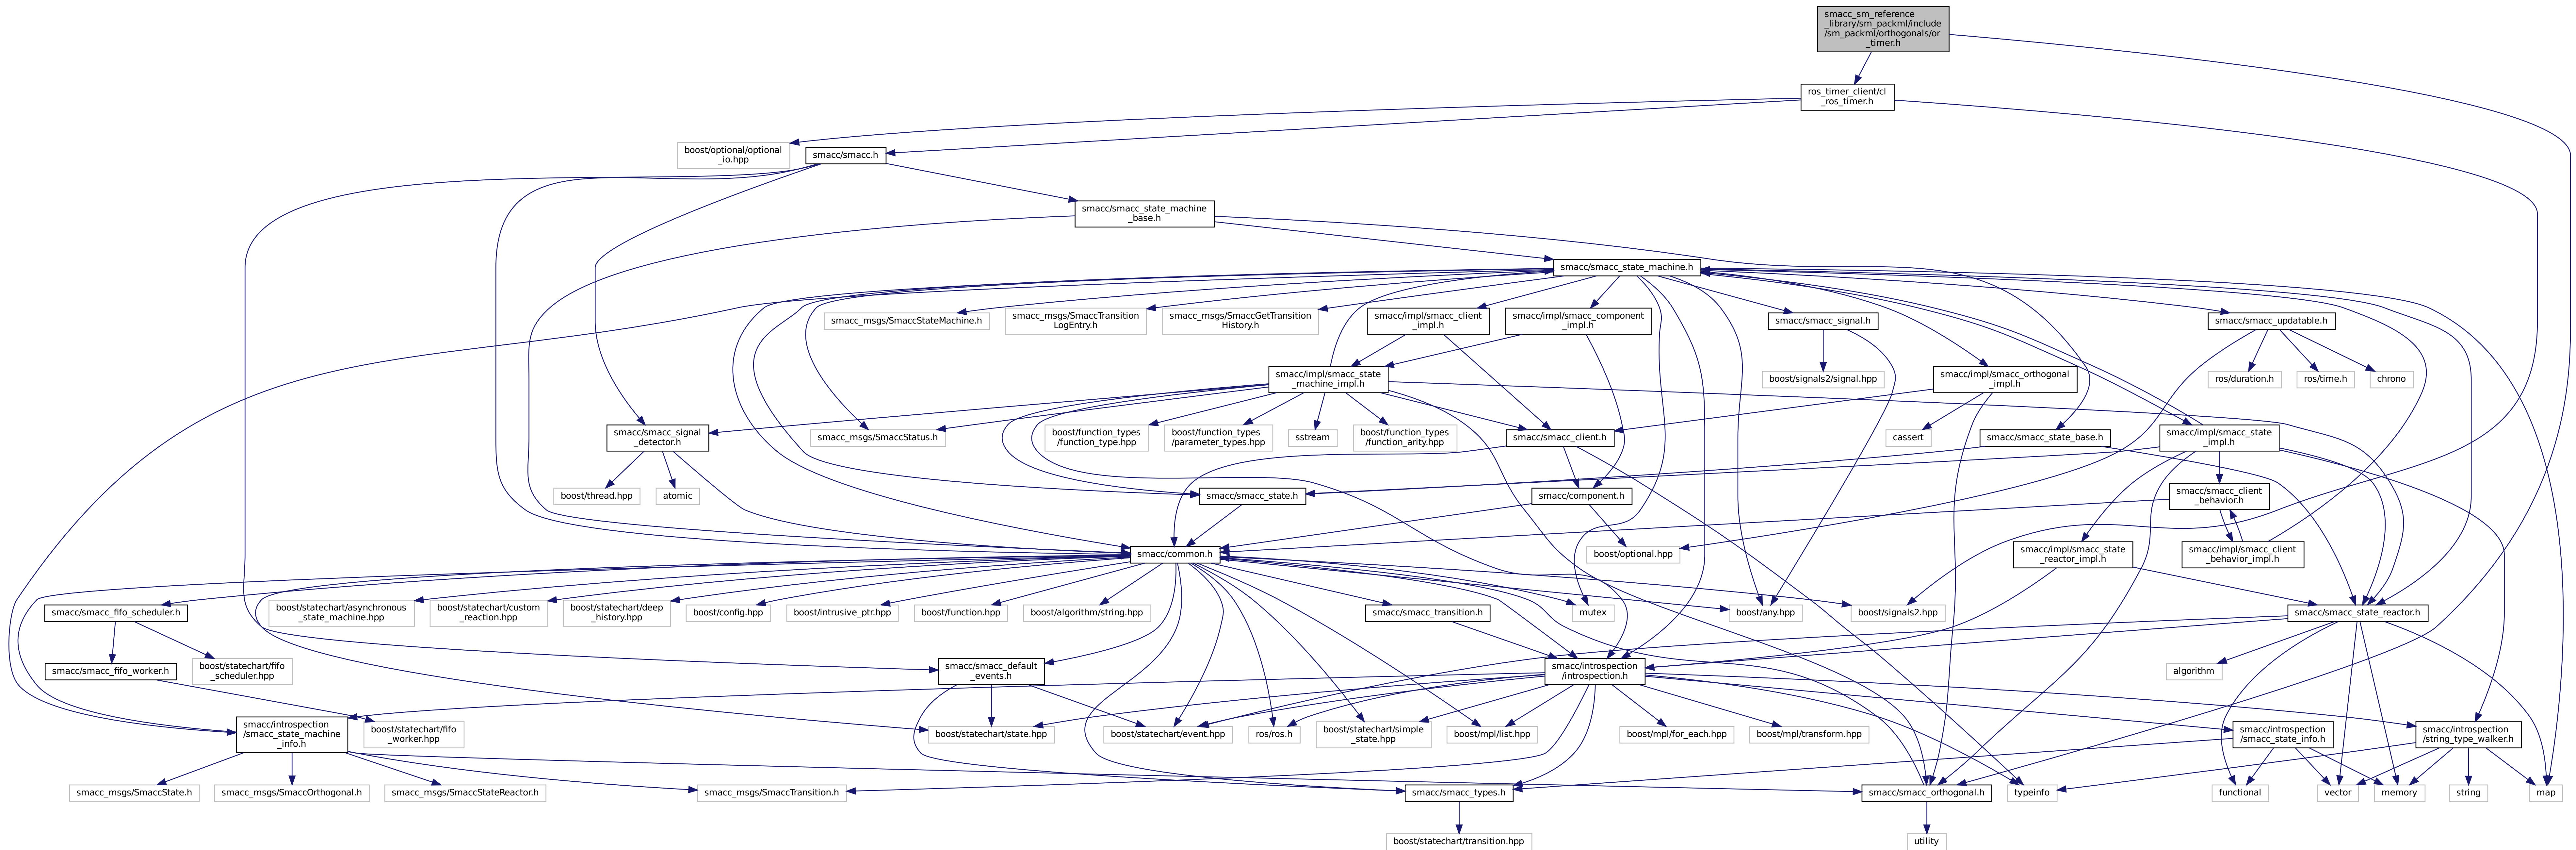 smacc_sm_reference
_library/sm_packml/include
/sm_packml/orthogonals/or
_timer.h
ros_timer_client/cl
_ros_timer.h
boost/optional/optional
_io.hpp
smacc/smacc.h
smacc/smacc_state_machine
_base.h
smacc/smacc_state_machine.h
smacc_msgs/SmaccStateMachine.h
smacc_msgs/SmaccTransition
LogEntry.h
smacc_msgs/SmaccGetTransition
History.h
smacc/impl/smacc_client
_impl.h
smacc/impl/smacc_component
_impl.h
smacc/smacc_signal.h
smacc/smacc_updatable.h
smacc/impl/smacc_state
_machine_impl.h
boost/signals2/signal.hpp
smacc/impl/smacc_orthogonal
_impl.h
ros/duration.h
ros/time.h
chrono
smacc/smacc_signal
_detector.h
smacc_msgs/SmaccStatus.h
boost/function_types
/function_type.hpp
boost/function_types
/parameter_types.hpp
sstream
boost/function_types
/function_arity.hpp
smacc/smacc_client.h
cassert
smacc/smacc_state_base.h
smacc/impl/smacc_state
_impl.h
boost/thread.hpp
atomic
smacc/smacc_state.h
smacc/component.h
smacc/smacc_client
_behavior.h
smacc/common.h
boost/optional.hpp
smacc/impl/smacc_state
_reactor_impl.h
smacc/impl/smacc_client
_behavior_impl.h
smacc/smacc_fifo_scheduler.h
boost/statechart/asynchronous
_state_machine.hpp
boost/statechart/custom
_reaction.hpp
boost/statechart/deep
_history.hpp
boost/config.hpp
boost/intrusive_ptr.hpp
boost/function.hpp
boost/algorithm/string.hpp
smacc/smacc_transition.h
mutex
boost/any.hpp
boost/signals2.hpp
smacc/smacc_state_reactor.h
smacc/smacc_fifo_worker.h
boost/statechart/fifo
_scheduler.hpp
smacc/smacc_default
_events.h
smacc/introspection
/introspection.h
algorithm
smacc/introspection
/smacc_state_machine
_info.h
boost/statechart/fifo
_worker.hpp
boost/statechart/state.hpp
boost/statechart/event.hpp
ros/ros.h
boost/statechart/simple
_state.hpp
boost/mpl/list.hpp
boost/mpl/for_each.hpp
boost/mpl/transform.hpp
smacc/introspection
/smacc_state_info.h
smacc/introspection
/string_type_walker.h
smacc_msgs/SmaccState.h
smacc_msgs/SmaccOrthogonal.h
smacc_msgs/SmaccStateReactor.h
smacc_msgs/SmaccTransition.h
smacc/smacc_types.h
smacc/smacc_orthogonal.h
typeinfo
functional
vector
memory
string
map
boost/statechart/transition.hpp
utility